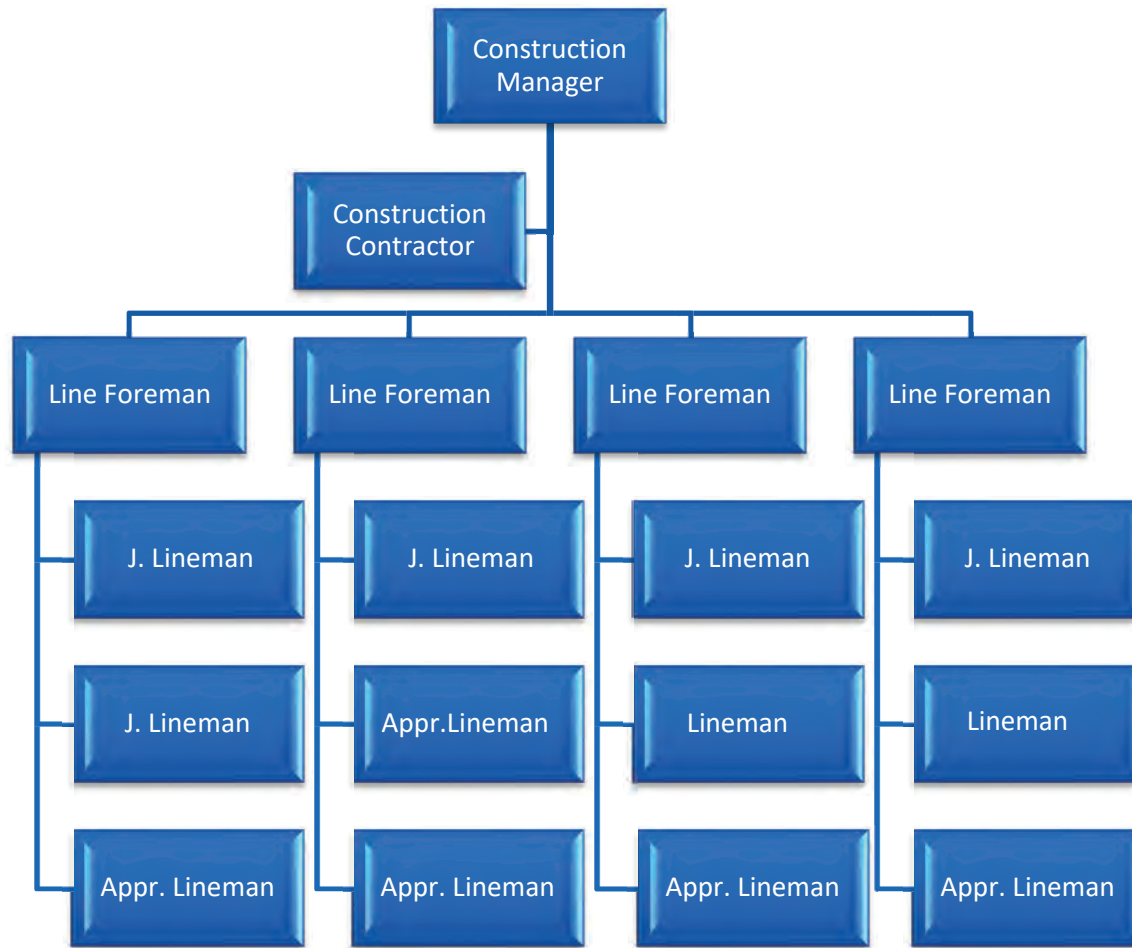 Construction
Manager
Construction
Contractor
Line Foreman
Line Foreman
Line Foreman
Line Foreman
J. Lineman
J. Lineman
J. Lineman
J. Lineman
J. Lineman
Appr.Lineman
Lineman
Lineman
Appr. Lineman
Appr. Lineman
Appr. Lineman
Appr. Lineman